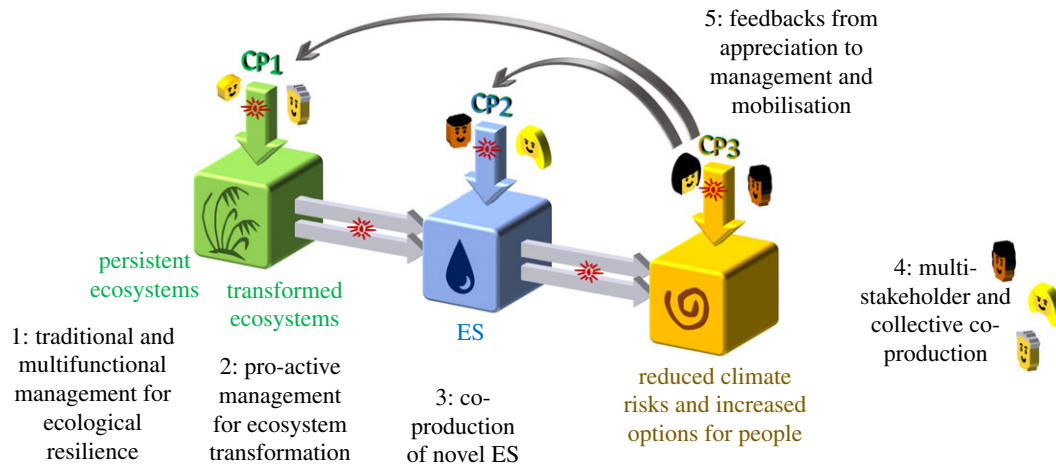 5: feedbacks from
appreciation to
management and
mobilisation
CP1
CP2
CP3
persistent
ecosystems
transformed
ecosystems
ES
reduced climate
risks and increased
options for people
1: traditional and
multifunctional
management for
ecological
resilience
2: pro-active
management
for ecosystem
transformation
3: co-
production
of novel ES
4: multi-
stakeholder and
collective co-
production